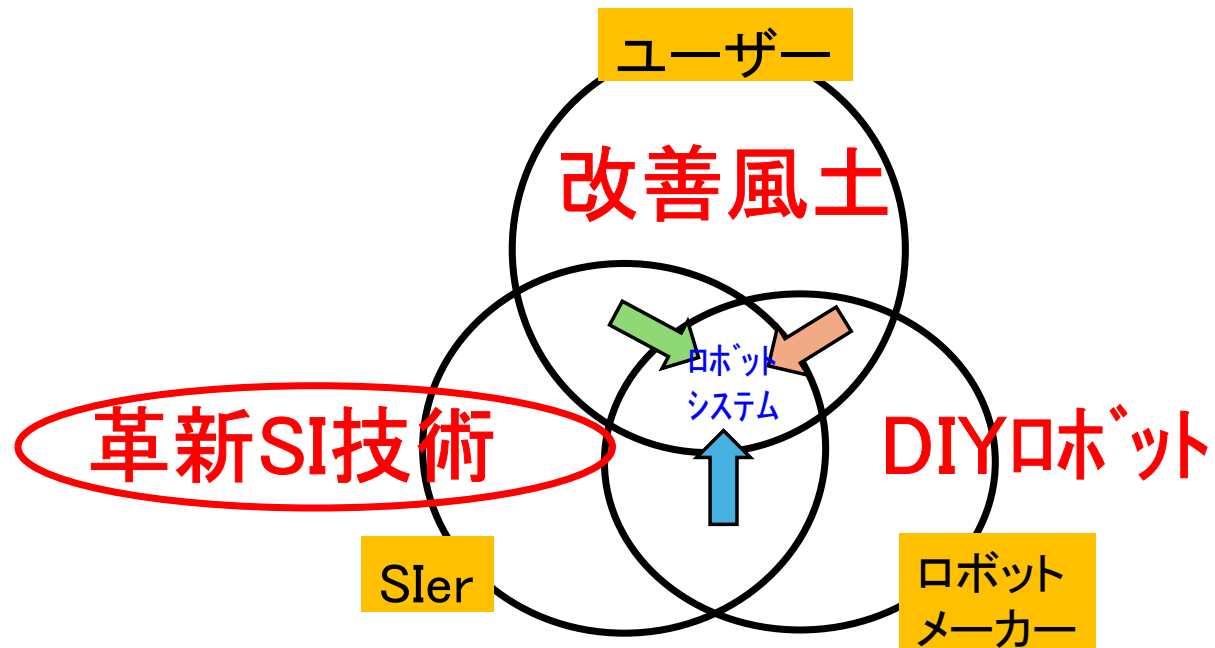 ユーザー
改善風土
ﾛﾎﾞｯﾄ
システム
革新SI技術
DIYﾛﾎﾞｯﾄ
SIer
ロボット
メーカー